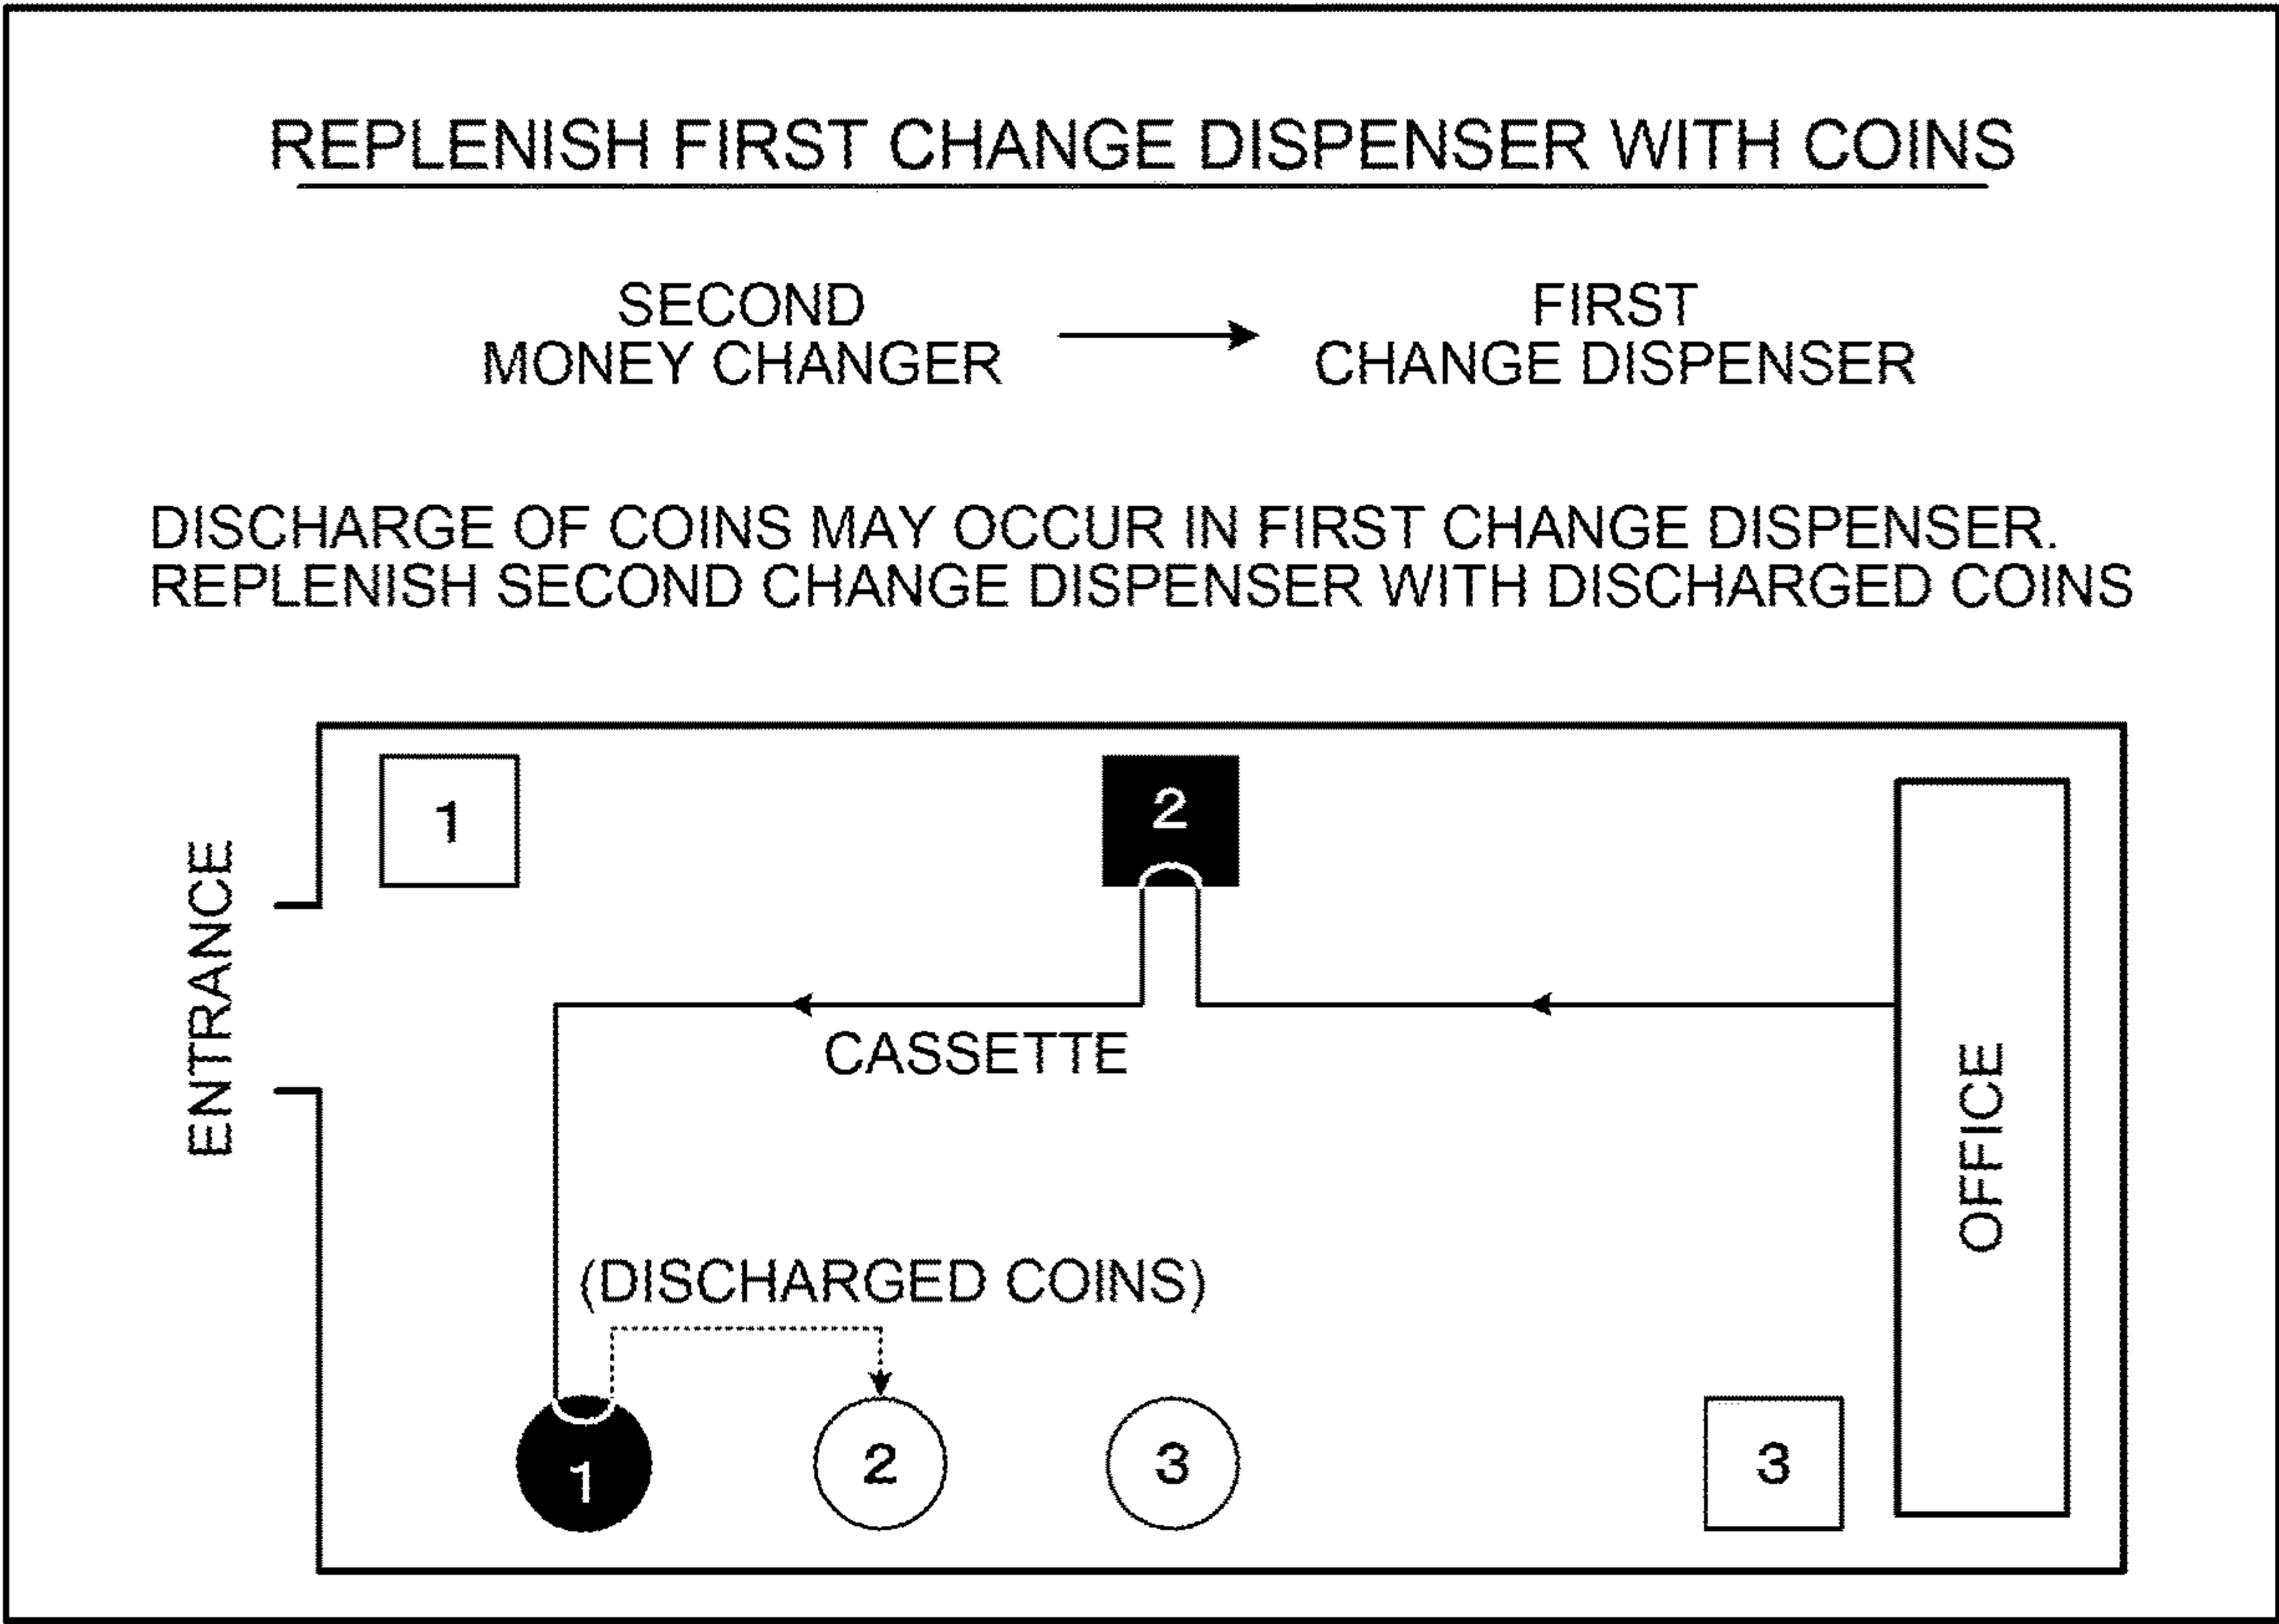 REPLENISH FIRST CHANGE DISPENSER WITH COINS
SECOND
MONEY CHANGER
FIRST
CHANGE DISPENSER
DISCHARGE OF COINS MAY OCCUR IN FIRST CHANGE DISPENSER.
REPLENISH SECOND CHANGE DISPENSER WITH DISCHARGED COINS
1
2
ENTRANCE
CASSETTE
OFFICE
(DISCHARGED COINS)
1
2
3
3